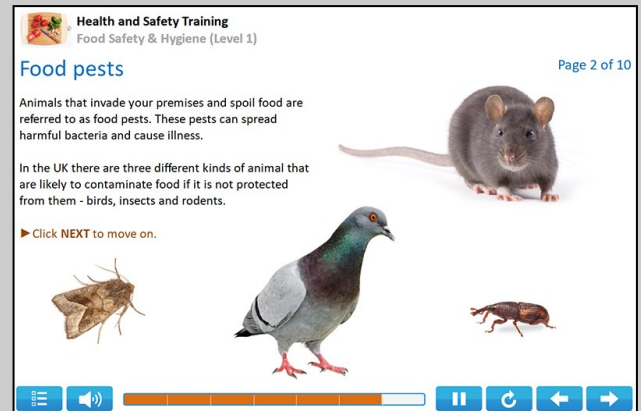 Health and Safety Training
Food Safety & Hygiene (Level 1)
Food pests
Page 2 of 10
Animals that invade your premises and spoil food are
referred to as food pests. These pests can spread
harmful bacteria and cause illness.
In the UK there are three different kinds of animal that
are likely to contaminate food if it is not protected
from them - birds, insects and rodents.
►Click NEXT to move on.